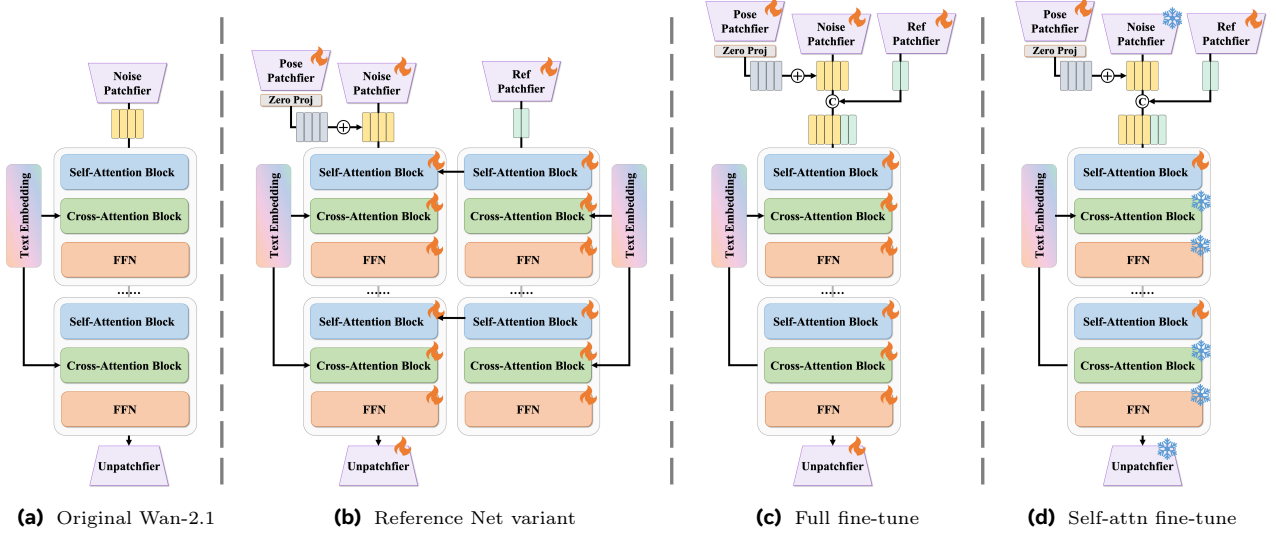 Noise
Patchfier
Text Embedding
Self-Attention Block
Cross-Attention Block
FFN
......
Self-Attention Block
Cross-Attention Block
FFN
Unpatchfier
(a) Original Wan-2.1
Pose
Patchfier
Zero Proj
Noise
Patchfier
Ref
Patchfier
Text Embedding
Self-Attention Block
Self-Attention Block
Cross-Attention Block
Cross-Attention Block
Text Embedding
FFN
FFN
......
......
Self-Attention Block
Self-Attention Block
Cross-Attention Block
Cross-Attention Block
FFN
FFN
Unpatchfier
(b) Reference Net variant
Pose
Patchfier
Zero Proj
Noise
Patchfier
Ref
Patchfier
C
Text Embedding
Self-Attention Block
Cross-Attention Block
FFN
......
Self-Attention Block
Cross-Attention Block
FFN
Unpatchfier
(c) Full fine-tune
Pose
Patchfier
Zero Proj
Noise
Patchfier
Ref
Patchfier
C
Text Embedding
Self-Attention Block
Cross-Attention Block
FFN
......
Self-Attention Block
Cross-Attention Block
FFN
Unpatchfier
(d) Self-attn fine-tune